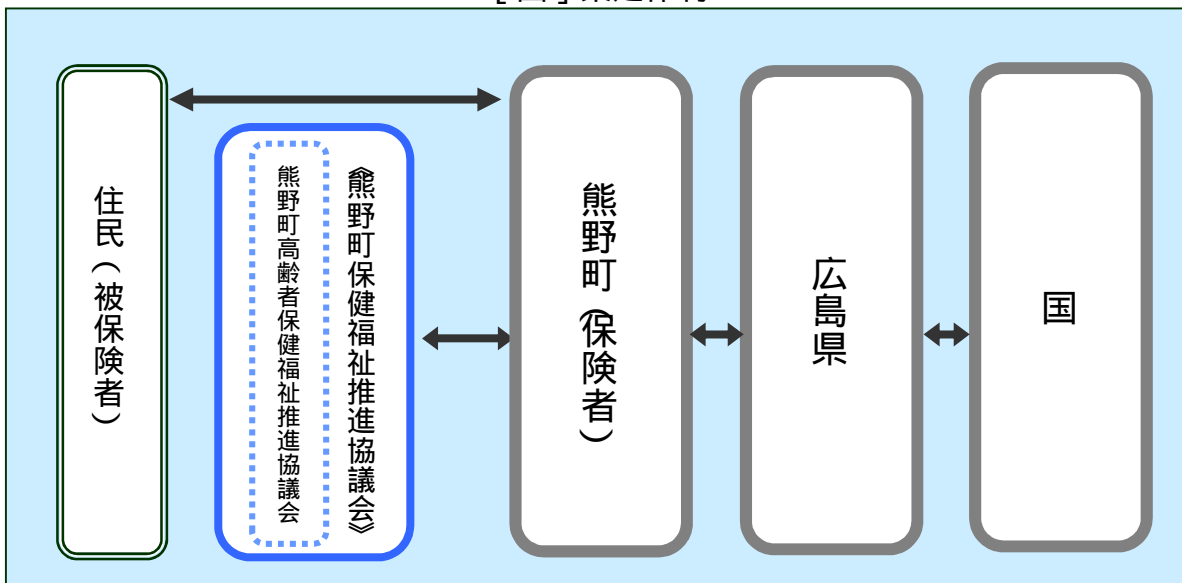 住民(被保険者)
熊野町高齢者保健福祉推進協議会
《熊野町保健福祉推進協議会》
熊野町(保険者)
広島県
国